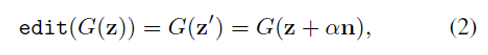 edit(G(z)) = G(z′) = G(z + αn), (2)